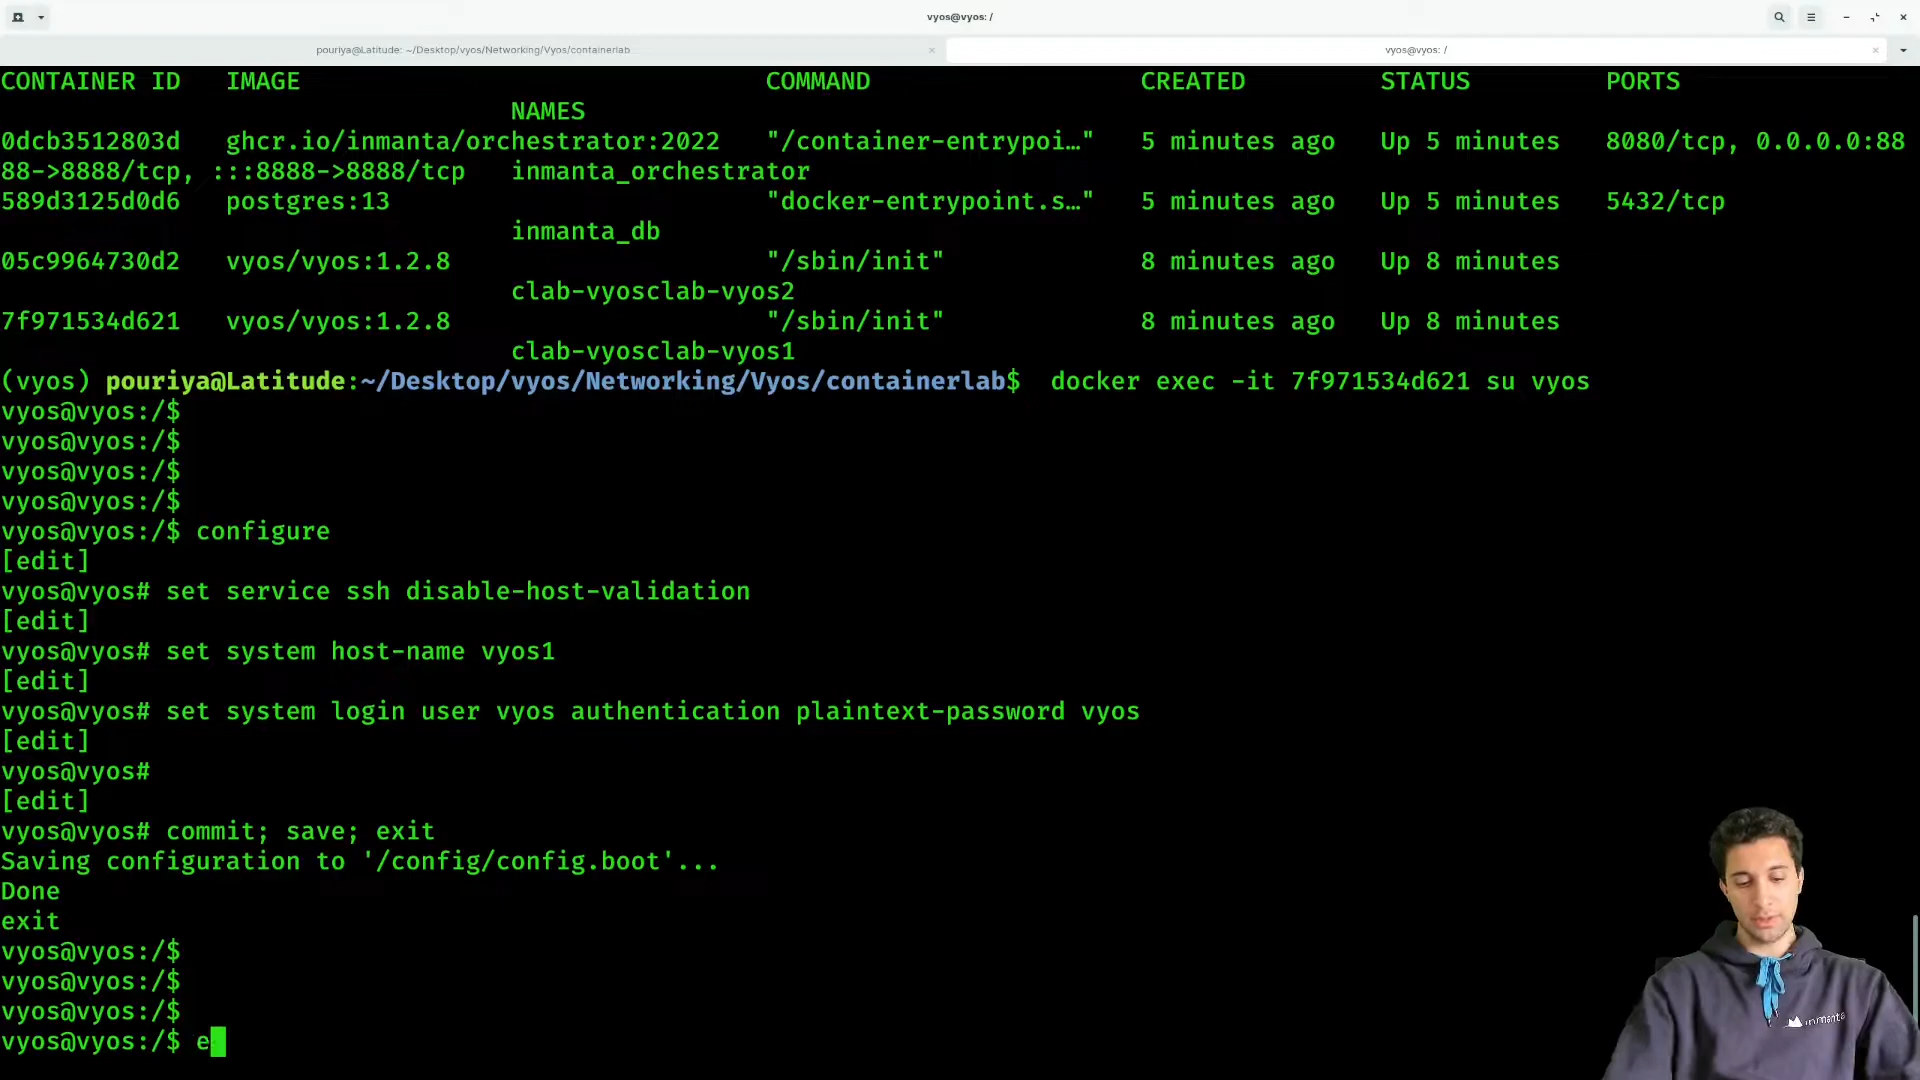 vyos@vyos: /
pouriya@Latitude: ~/Desktop/vyos/Networking/Vyos/containerlab
vyos@vyos: /
CONTAINER ID   IMAGE                               COMMAND                  CREATED         STATUS         PORTS
                                  NAMES
0dcb3512803d   ghcr.io/inmanta/orchestrator:2022   "/container-entrypoi…"   5 minutes ago   Up 5 minutes   8080/tcp, 0.0.0.0:88
88->8888/tcp, :::8888->8888/tcp   inmanta_orchestrator
589d3125d0d6   postgres:13                         "docker-entrypoint.s…"   5 minutes ago   Up 5 minutes   5432/tcp
                                  inmanta_db
05c9964730d2   vyos/vyos:1.2.8                     "/sbin/init"             8 minutes ago   Up 8 minutes
                                  clab-vyosclab-vyos2
7f971534d621   vyos/vyos:1.2.8                     "/sbin/init"             8 minutes ago   Up 8 minutes
                                  clab-vyosclab-vyos1
(vyos) pouriya@Latitude:~/Desktop/vyos/Networking/Vyos/containerlab$  docker exec -it 7f971534d621 su vyos
vyos@vyos:/$
vyos@vyos:/$
vyos@vyos:/$
vyos@vyos:/$
vyos@vyos:/$ configure
[edit]
vyos@vyos# set service ssh disable-host-validation
[edit]
vyos@vyos# set system host-name vyos1
[edit]
vyos@vyos# set system login user vyos authentication plaintext-password vyos
[edit]
vyos@vyos#
[edit]
vyos@vyos# commit; save; exit
Saving configuration to '/config/config.boot'...
Done
exit
vyos@vyos:/$
vyos@vyos:/$
vyos@vyos:/$
vyos@vyos:/$ e
inmanta